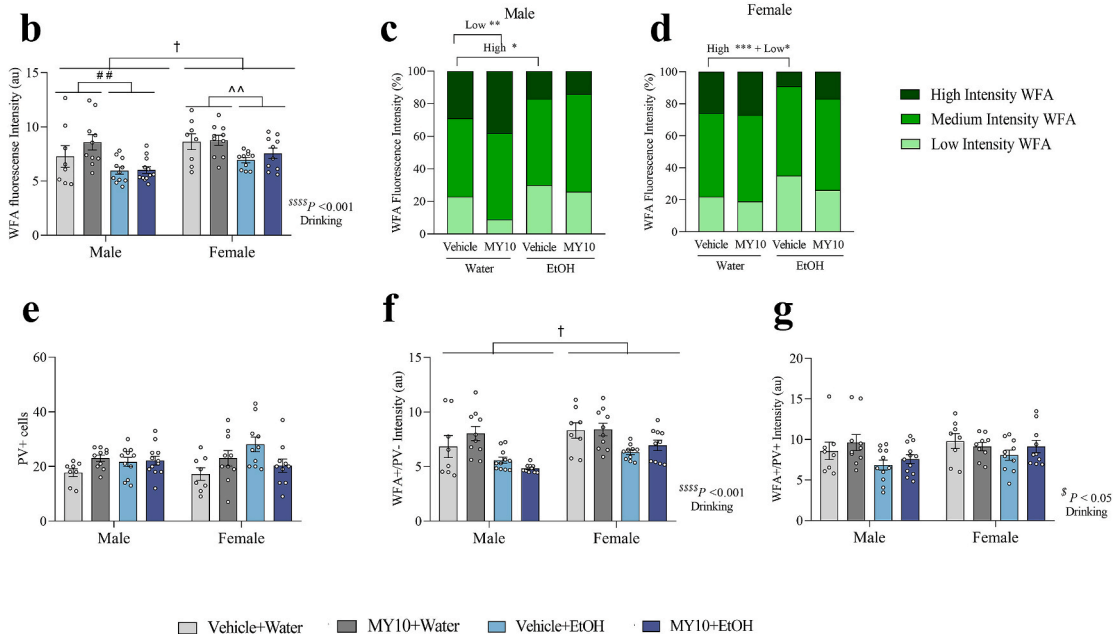 b
WFA fluorescense Intensity (au)
15
10
5
0
†
##
^^
Male
Female
$$$$P <0.001
Drinking
c
Male
Low **
High *
WFA Fluorescence Intensity (%)
100
80
60
40
20
0
Vehicle MY10 Vehicle MY10
Water EtOH
d
Female
High *** + Low*
WFA Fluorescence Intensity (%)
100
80
60
40
20
0
Vehicle MY10 Vehicle MY10
Water EtOH
High Intensity WFA
Medium Intensity WFA
Low Intensity WFA
e
PV+ cells
60
40
20
0
Male
Female
f
WFA+/PV- Intensity (au)
15
10
5
0
†
Male
Female
$$$$P <0.001
Drinking
g
WFA+/PV+ Intensity (au)
20
15
10
5
0
Male
Female
$ P < 0.05
Drinking
Vehicle+Water MY10+Water Vehicle+EtOH MY10+EtOH